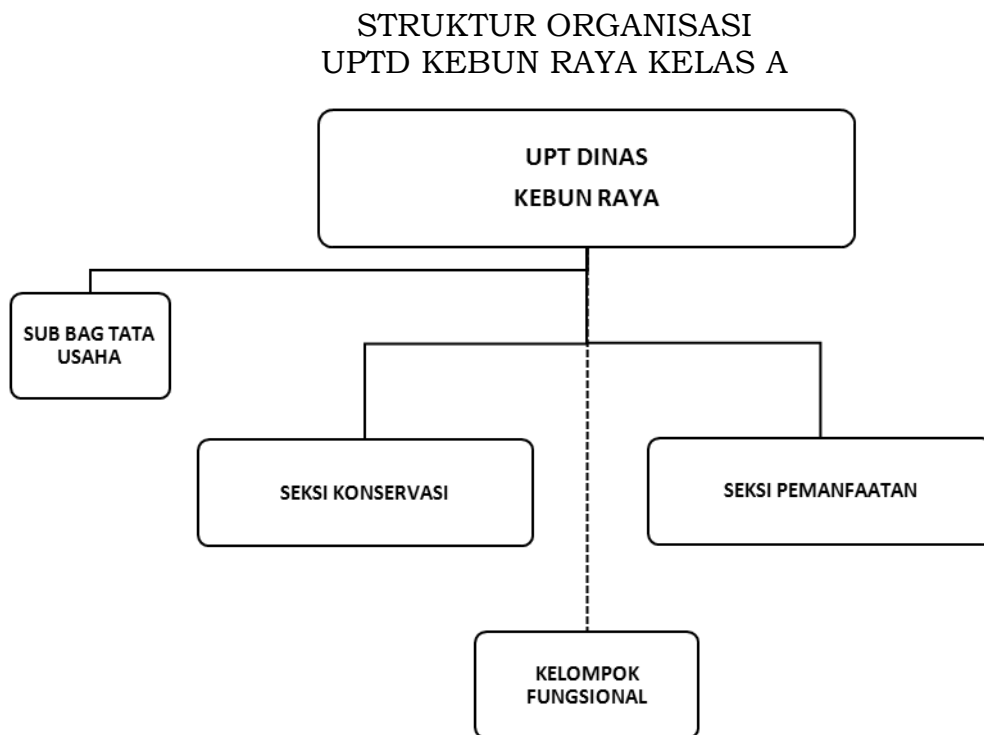 STRUKTUR ORGANISASI
UPTD KEBUN RAYA KELAS A
UPT DINAS
KEBUN RAYA
SUB BAG TATA
USAHA
SEKSI KONSERVASI
SEKSI PEMANFAATAN
KELOMPOK
FUNGSIONAL